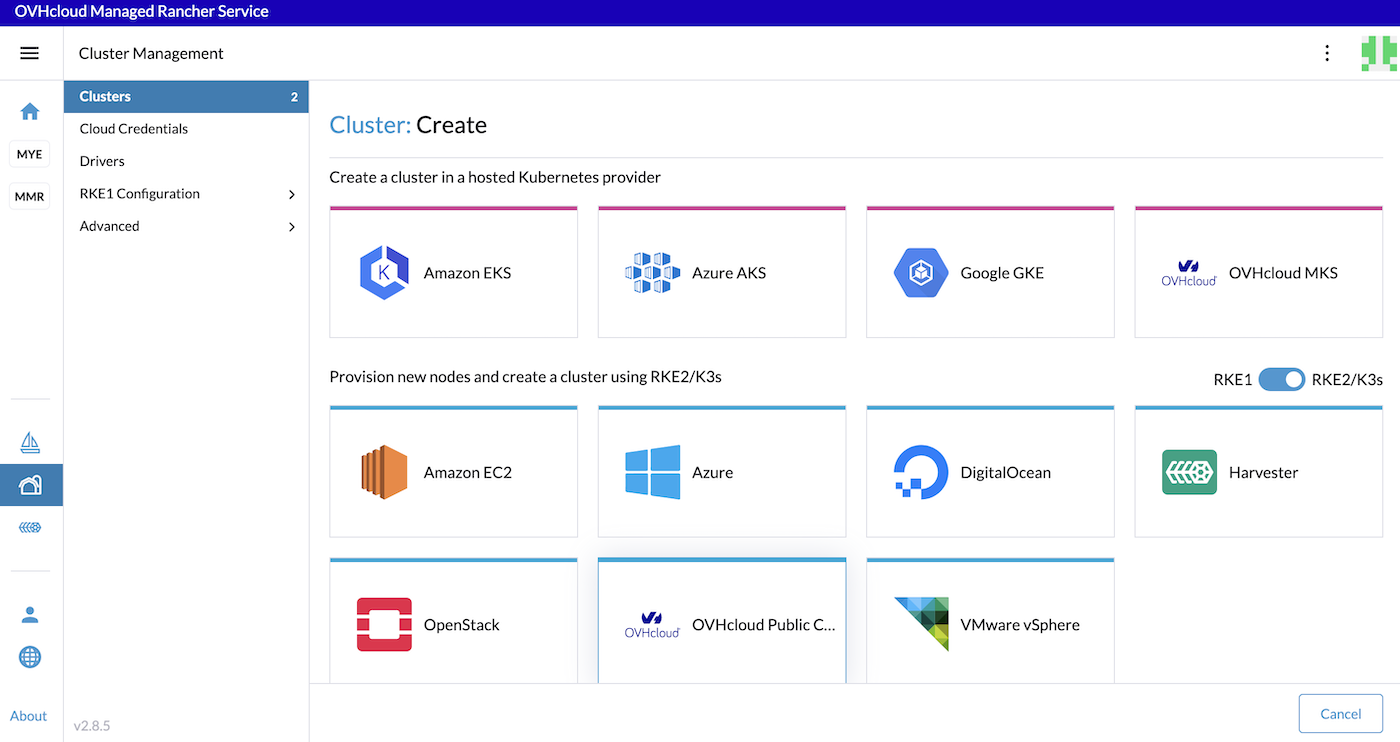 OVHcloud Managed Rancher Service
Cluster Management
MYE
MMR
About
Clusters 2
Cloud Credentials
Drivers
RKE1 Configuration
Advanced
v2.8.5
Cluster: Create
Create a cluster in a hosted Kubernetes provider
K Amazon EKS
Azure AKS
Google GKE
OVHcloud OVHcloud MKS
Provision new nodes and create a cluster using RKE2/K3s
RKE1 RKE2/K3s
Amazon EC2
Azure
DigitalOcean
Harvester
OpenStack
OVHcloud OVHcloud Public C...
VMware vSphere
Cancel